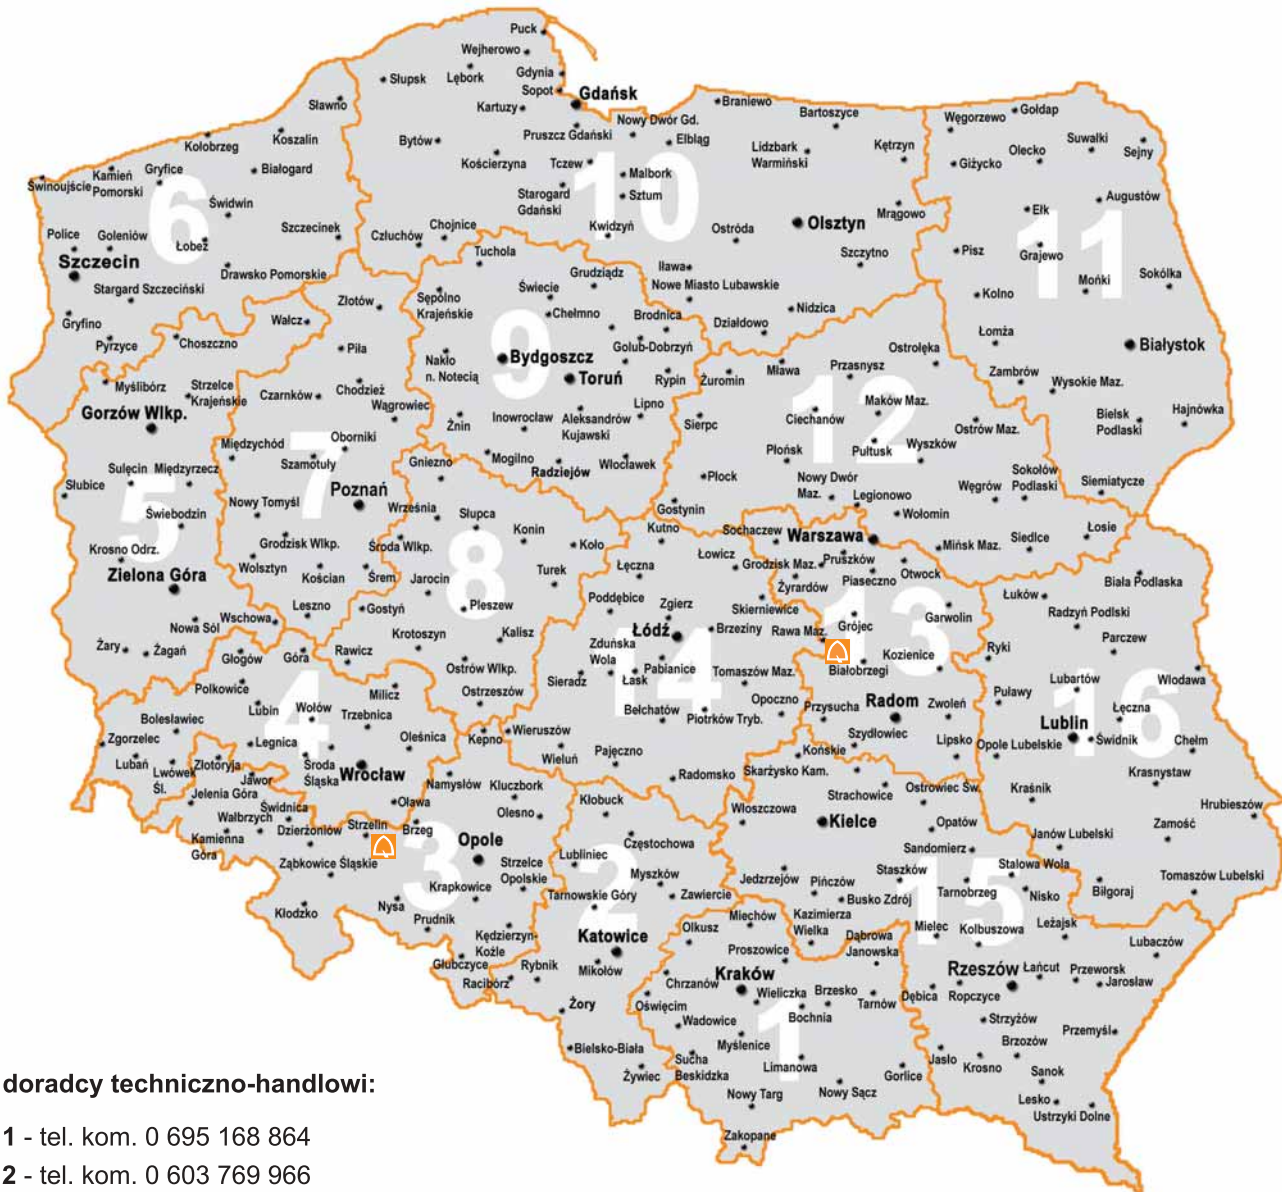 Puck
Wejherowo
Słupsk
Lębork
Gdynia
Sopot
Gdańsk
Sławno
Kartuzy
Braniewo
Bartoszyce
Węgorzewo
Gołdap
Kołobrzeg
Koszalin
Bytów
Pruszcz Gdański
Nowy Dwór Gd.
Elbląg
Lidzbark
Warmiński
Kętrzyn
Giżycko
Olecko
Suwałki
Sejny
Świnoujście
Kamień
Pomorski
Gryfice
Białogard
Kościerzyna
Tczew
Malbork
Sztum
Starogard
Gdański
10
Mrągowo
Ełk
Augustów
6
Świdwin
Police
Goleniów
Łobez
Szczecinek
Człuchów
Chojnice
Kwidzyń
Ostróda
Olsztyn
Szczytno
Pisz
Grajewo
11
Szczecin
Drawsko Pomorskie
Stargard Szczeciński
Tuchola
Grudziądz
Iława
Nowe Miasto Lubawskie
Mońki
Sokółka
Złotów
Sępólno
Krajeńskie
Świecie
Chełmno
Brodnica
Działdowo
Nidzica
Kolno
Gryfino
Pyrzyce
Choszczno
Wałcz
Piła
9
Bydgoszcz
Toruń
Nakło
n. Notecią
Golub-Dobrzyń
Rypin
Żuromin
Mława
Przasnysz
Ostrołęka
Łomża
Białystok
Zambrów
Wysokie Maz.
Myślibórz
Strzelce
Krajeńskie
Gorzów Wlkp.
Czarnków
Chodzież
Wągrowiec
Żnin
Inowrocław
Aleksandrów
Kujawski
Lipno
Sierpc
Ciechanów
12
Maków Maz.
Pułtusk
Wyszków
Ostrów Maz.
Bielsk
Podlaski
Hajnówka
Międzychód
Oborniki
Szamotuły
7
Gniezno
Mogilno
Radziejów
Włocławek
Płock
Płońsk
Nowy Dwór
Maz.
Legionowo
Węgrów
Sokołów
Podlaski
Siemiatycze
Słubice
Sulęcin
Międzyrzecz
5
Świebodzin
Nowy Tomyśl
Poznań
Września
Słupca
Konin
Koło
Gostynin
Kutno
Sochaczew
Warszawa
Wołomin
Mińsk Maz.
Siedlce
Łosie
Krosno Odrz.
Zielona Góra
Grodzisk Wlkp.
Wolsztyn
Kościan
Środa Wlkp.
Śrem
Jarocin
8
Turek
Łęczna
Łowicz
Grodzisk Maz.
Pruszków
Żyrardów
Piaseczno
Otwock
Biała Podlaska
Łuków
Radzyń Podlski
Nowa Sól
Wschowa
Leszno
Gostyń
Pleszew
Poddębice
Zgierz
Skierniewice
13
Grójec
Garwolin
Parczew
Żary
Żagań
Głogów
Góra
Rawicz
Krotoszyn
Kalisz
Łódź
Brzeziny
Rawa Maz.
Białobrzegi
Kozienice
Ryki
Włodawa
Polkowice
Milicz
Ostrów Wlkp.
Ostrzeszów
Zduńska
Wola
Sieradz
Łask
Pabianice
14
Tomaszów Maz.
Opoczno
Przysucha
Radom
Zwoleń
Puławy
Lubartów
16
Łęczna
Lublin
Świdnik
Chełm
Lubin
4
Wołów
Trzebnica
Bolesławiec
Zgorzelec
Lubań
Lwówek
Śl.
Złotoryja
Legnica
Środa
Śląska
Wrocław
Oleśnica
Kępno
Wieruszów
Wieluń
Bełchatów
Piotrków Tryb.
Pajęczno
Radomsko
Szydłowiec
Końskie
Skarżysko Kam.
Lipsko
Opole Lubelskie
Krasnystaw
Jawor
Jelenia Góra
Świdnica
Wałbrzych
Kamienna
Góra
Dzierżoniów
Strzelin
Oława
Brzeg
Namysłów
Kluczbork
Olesno
Kłobuck
Włoszczowa
Strachowice
Kielce
Ostrowiec Św.
Opatów
Kraśnik
Hrubieszów
Zamość
Janów Lubelski
Ząbkowice Śląskie
3
Opole
Strzelce
Opolskie
Lubliniec
Częstochowa
Myszków
2
Zawiercie
Tarnowskie Góry
Jedzrzejów
Pińczów
Busko Zdrój
Staszków
15
Sandomierz
Tarnobrzeg
Stalowa Wola
Nisko
Biłgoraj
Tomaszów Lubelski
Kłodzko
Nysa
Krapkowice
Prudnik
Kędzierzyn-
Koźle
Głubczyce
Racibórz
Rybnik
Katowice
Mikołów
Żory
Olkusz
Miechów
Proszowice
Kazimierza
Wielka
Dąbrowa
Janowska
Mielec
Kolbuszowa
Leżajsk
Lubaczów
Chrzanów
Kraków
Wieliczka
Brzesko
Bochnia
Tarnów
Dębica
Ropczyce
Rzeszów
Łańcut
Przeworsk
Jarosław
Oświęcim
Wadowice
Myślenice
1
Strzyżów
Przemyśl
Bielsko-Biała
Żywiec
Sucha
Beskidzka
Limanowa
Nowy Targ
Nowy Sącz
Gorlice
Jasło
Krosno
Brzozów
Sanok
Lesko
Ustrzyki Dolne
Zakopane
doradcy techniczno-handlowi:
1 - tel. kom. 0 695 168 864
2 - tel. kom. 0 603 769 966